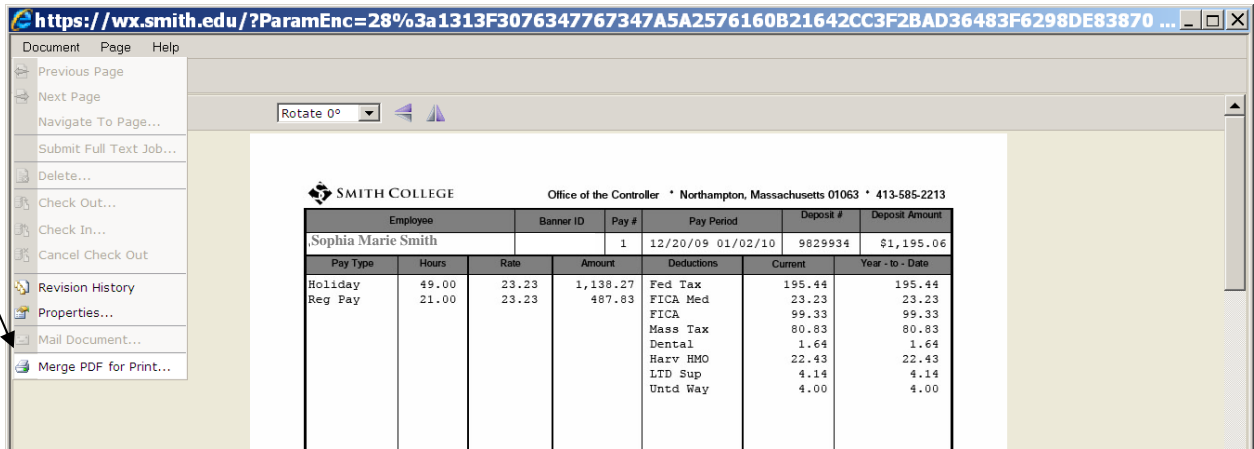 https://wx.smith.edu/?ParamEnc=28%3a1313F3076347767347A5A2576160B21642CC3F2BAD36483F6298DE83870 ...
Document Page Help
Previous Page
Next Page
Navigate To Page...
Submit Full Text Job...
Delete...
Check Out...
Check In...
Cancel Check Out
Revision History
Properties...
Mail Document...
Merge PDF for Print...
Rotate 0°
SMITH COLLEGE Office of the Controller * Northampton, Massachusetts 01063 * 413-585-2213
Employee Banner ID Pay # Pay Period Deposit # Deposit Amount
,Sophia Marie Smith 1 12/20/09 01/02/10 9829934 $1,195.06
Pay Type Hours Rate Amount Deductions Current Year - to - Date
Holiday 49.00 23.23 1,138.27 Fed Tax 195.44 195.44
Reg Pay 21.00 23.23 487.83 FICA Med 23.23 23.23
FICA 99.33 99.33
Mass Tax 80.83 80.83
Dental 1.64 1.64
Harv HMO 22.43 22.43
LTD Sup 4.14 4.14
Untd Way 4.00 4.00